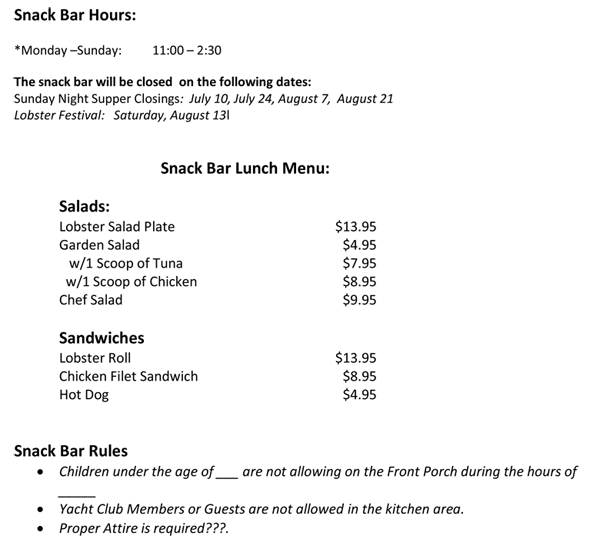 Snack Bar Hours:
*Monday –Sunday: 11:00 – 2:30
The snack bar will be closed on the following dates:
Sunday Night Supper Closings: July 10, July 24, August 7, August 21
Lobster Festival: Saturday, August 13l
Snack Bar Lunch Menu:
Salads:
Lobster Salad Plate $13.95
Garden Salad $4.95
w/1 Scoop of Tuna $7.95
w/1 Scoop of Chicken $8.95
Chef Salad $9.95
Sandwiches
Lobster Roll $13.95
Chicken Filet Sandwich $8.95
Hot Dog $4.95
Snack Bar Rules
• Children under the age of ___ are not allowing on the Front Porch during the hours of
_____
• Yacht Club Members or Guests are not allowed in the kitchen area.
• Proper Attire is required???.